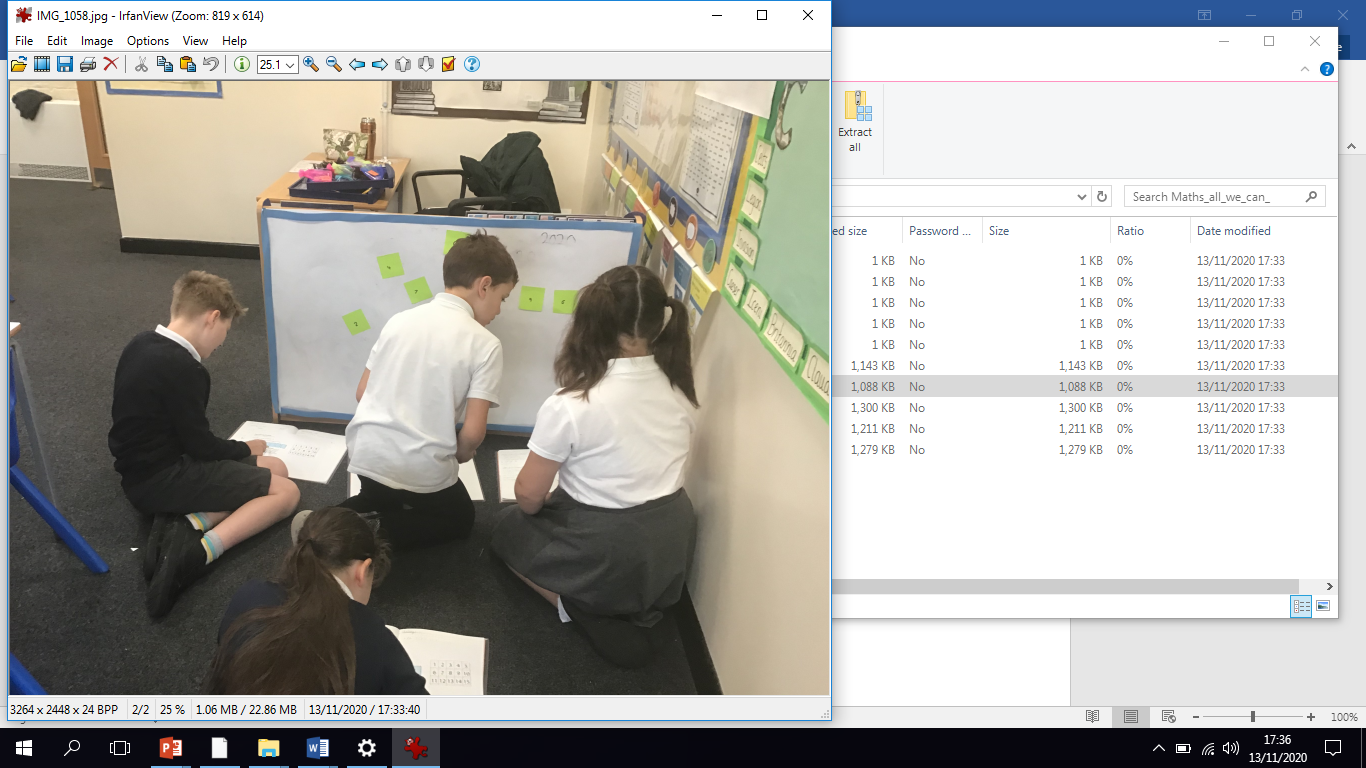 IMG_1058.jpg - IrfanView (Zoom: 819 x 614)
File Edit Image Options View Help
25.1
2020
Britannia
3264 x 2448 x 24 BPP 2/2 25 % 1.06 MB / 22.86 MB 13/11/2020 / 17:33:40
Extract
all
Search Maths_all_we_can_
ed size Password ... Size Ratio Date modified
1 KB No 1 KB 0% 13/11/2020 17:33
1 KB No 1 KB 0% 13/11/2020 17:33
1 KB No 1 KB 0% 13/11/2020 17:33
1 KB No 1 KB 0% 13/11/2020 17:33
1 KB No 1 KB 0% 13/11/2020 17:33
1,143 KB No 1,143 KB 0% 13/11/2020 17:33
1,088 KB No 1,088 KB 0% 13/11/2020 17:33
1,300 KB No 1,300 KB 0% 13/11/2020 17:33
1,211 KB No 1,211 KB 0% 13/11/2020 17:33
1,279 KB No 1,279 KB 0% 13/11/2020 17:33
100%
17:36
13/11/2020